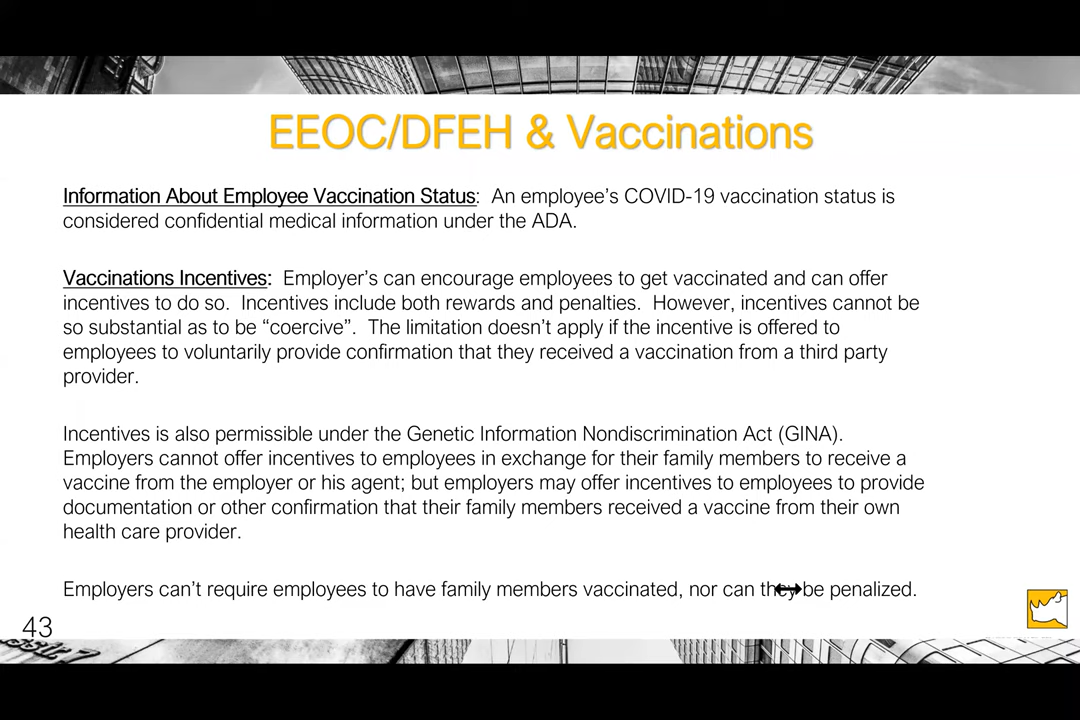 EEOC/DFEH & Vaccinations
Information About Employee Vaccination Status:  An employee’s COVID-19 vaccination status is
considered confidential medical information under the ADA.
Vaccinations Incentives:  Employer’s can encourage employees to get vaccinated and can offer
incentives to do so.  Incentives include both rewards and penalties.  However, incentives cannot be
so substantial as to be “coercive”.  The limitation doesn’t apply if the incentive is offered to
employees to voluntarily provide confirmation that they received a vaccination from a third party
provider.
Incentives is also permissible under the Genetic Information Nondiscrimination Act (GINA).
Employers cannot offer incentives to employees in exchange for their family members to receive a
vaccine from the employer or his agent; but employers may offer incentives to employees to provide
documentation or other confirmation that their family members received a vaccine from their own
health care provider.
Employers can’t require employees to have family members vaccinated, nor can they be penalized.
43